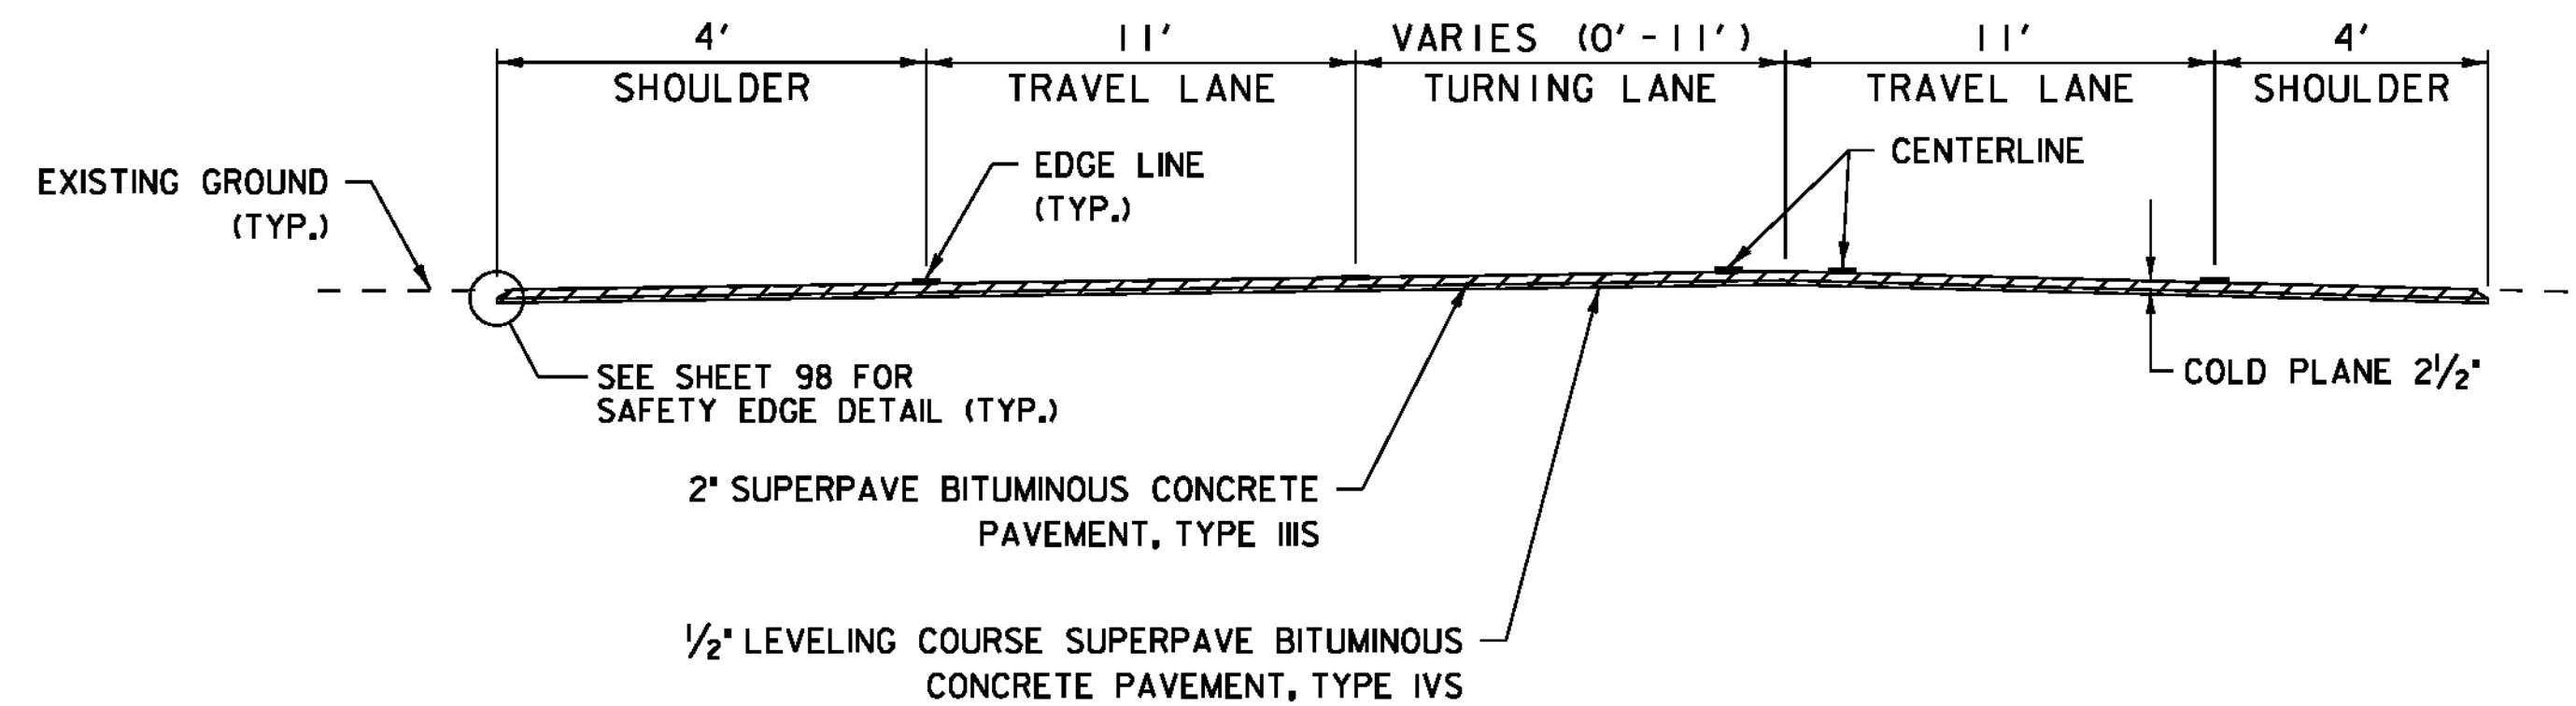 4' 11' VARIES (0'-11') 11' 4'
SHOULDER TRAVEL LANE TURNING LANE TRAVEL LANE SHOULDER
EXISTING GROUND
(TYP.)
EDGE LINE
(TYP.)
CENTERLINE
SEE SHEET 98 FOR
SAFETY EDGE DETAIL (TYP.)
COLD PLANE 2½"
2" SUPERPAVE BITUMINOUS CONCRETE
PAVEMENT, TYPE IIIS
½" LEVELING COURSE SUPERPAVE BITUMINOUS
CONCRETE PAVEMENT, TYPE IVS